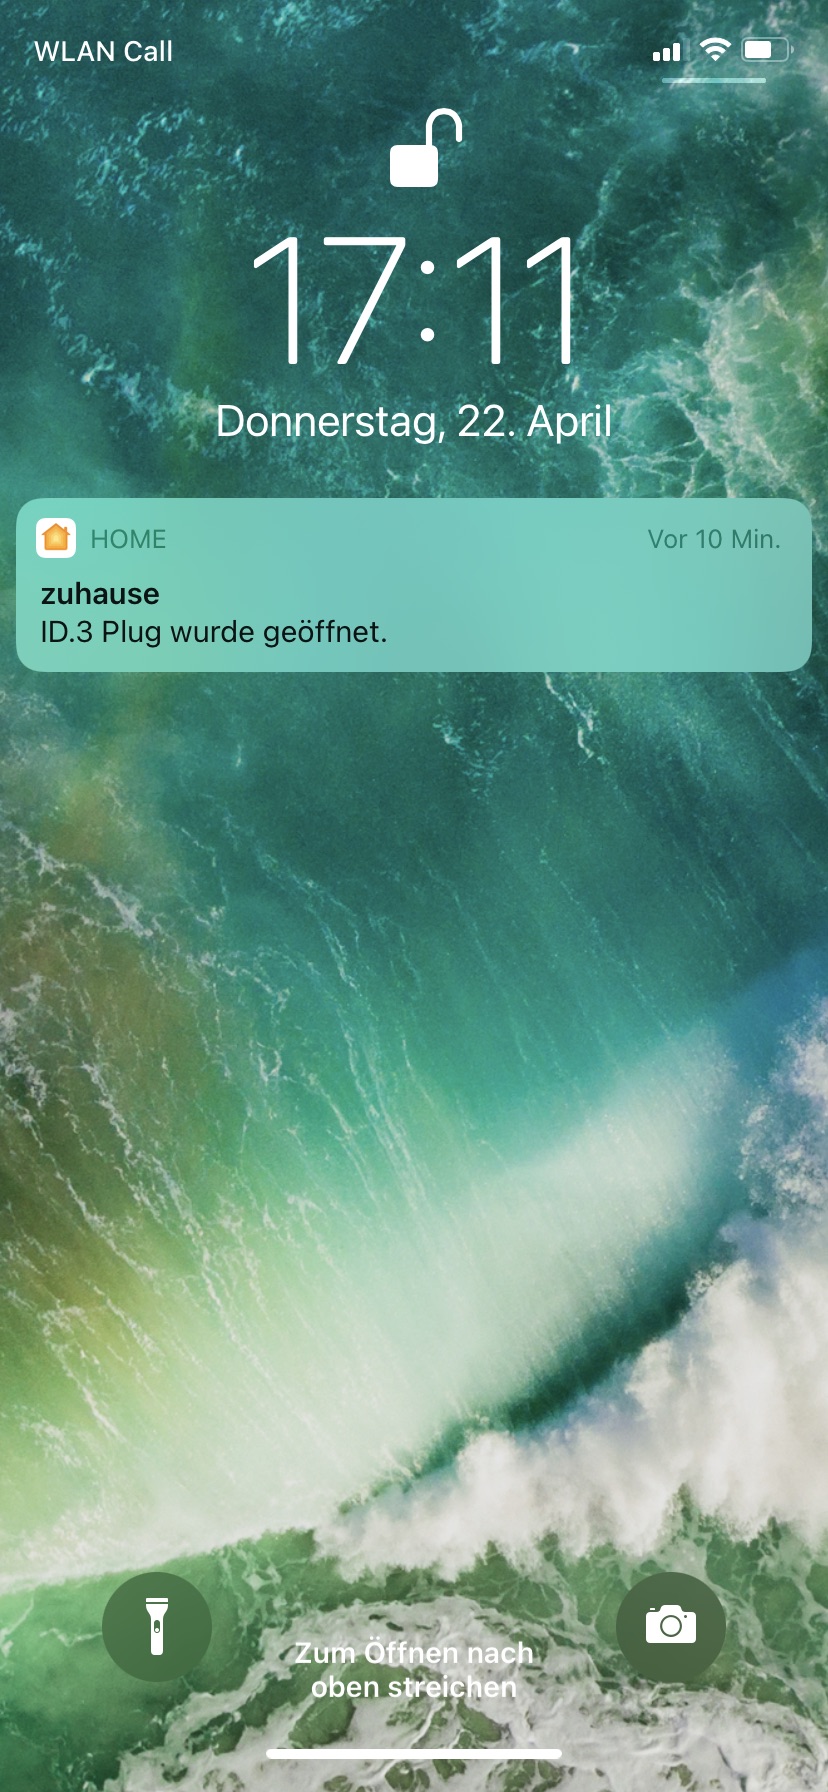 WLAN Call
17:11
Donnerstag, 22. April
HOME Vor 10 Min.
zuhause
ID.3 Plug wurde geöffnet.
Zum Öffnen nach
oben streichen